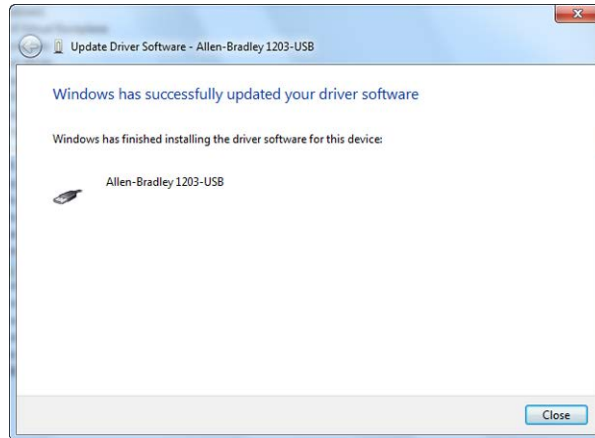 Update Driver Software - Allen-Bradley 1203-USB
Windows has successfully updated your driver software
Windows has finished installing the driver software for this device:
Allen-Bradley 1203-USB
Close